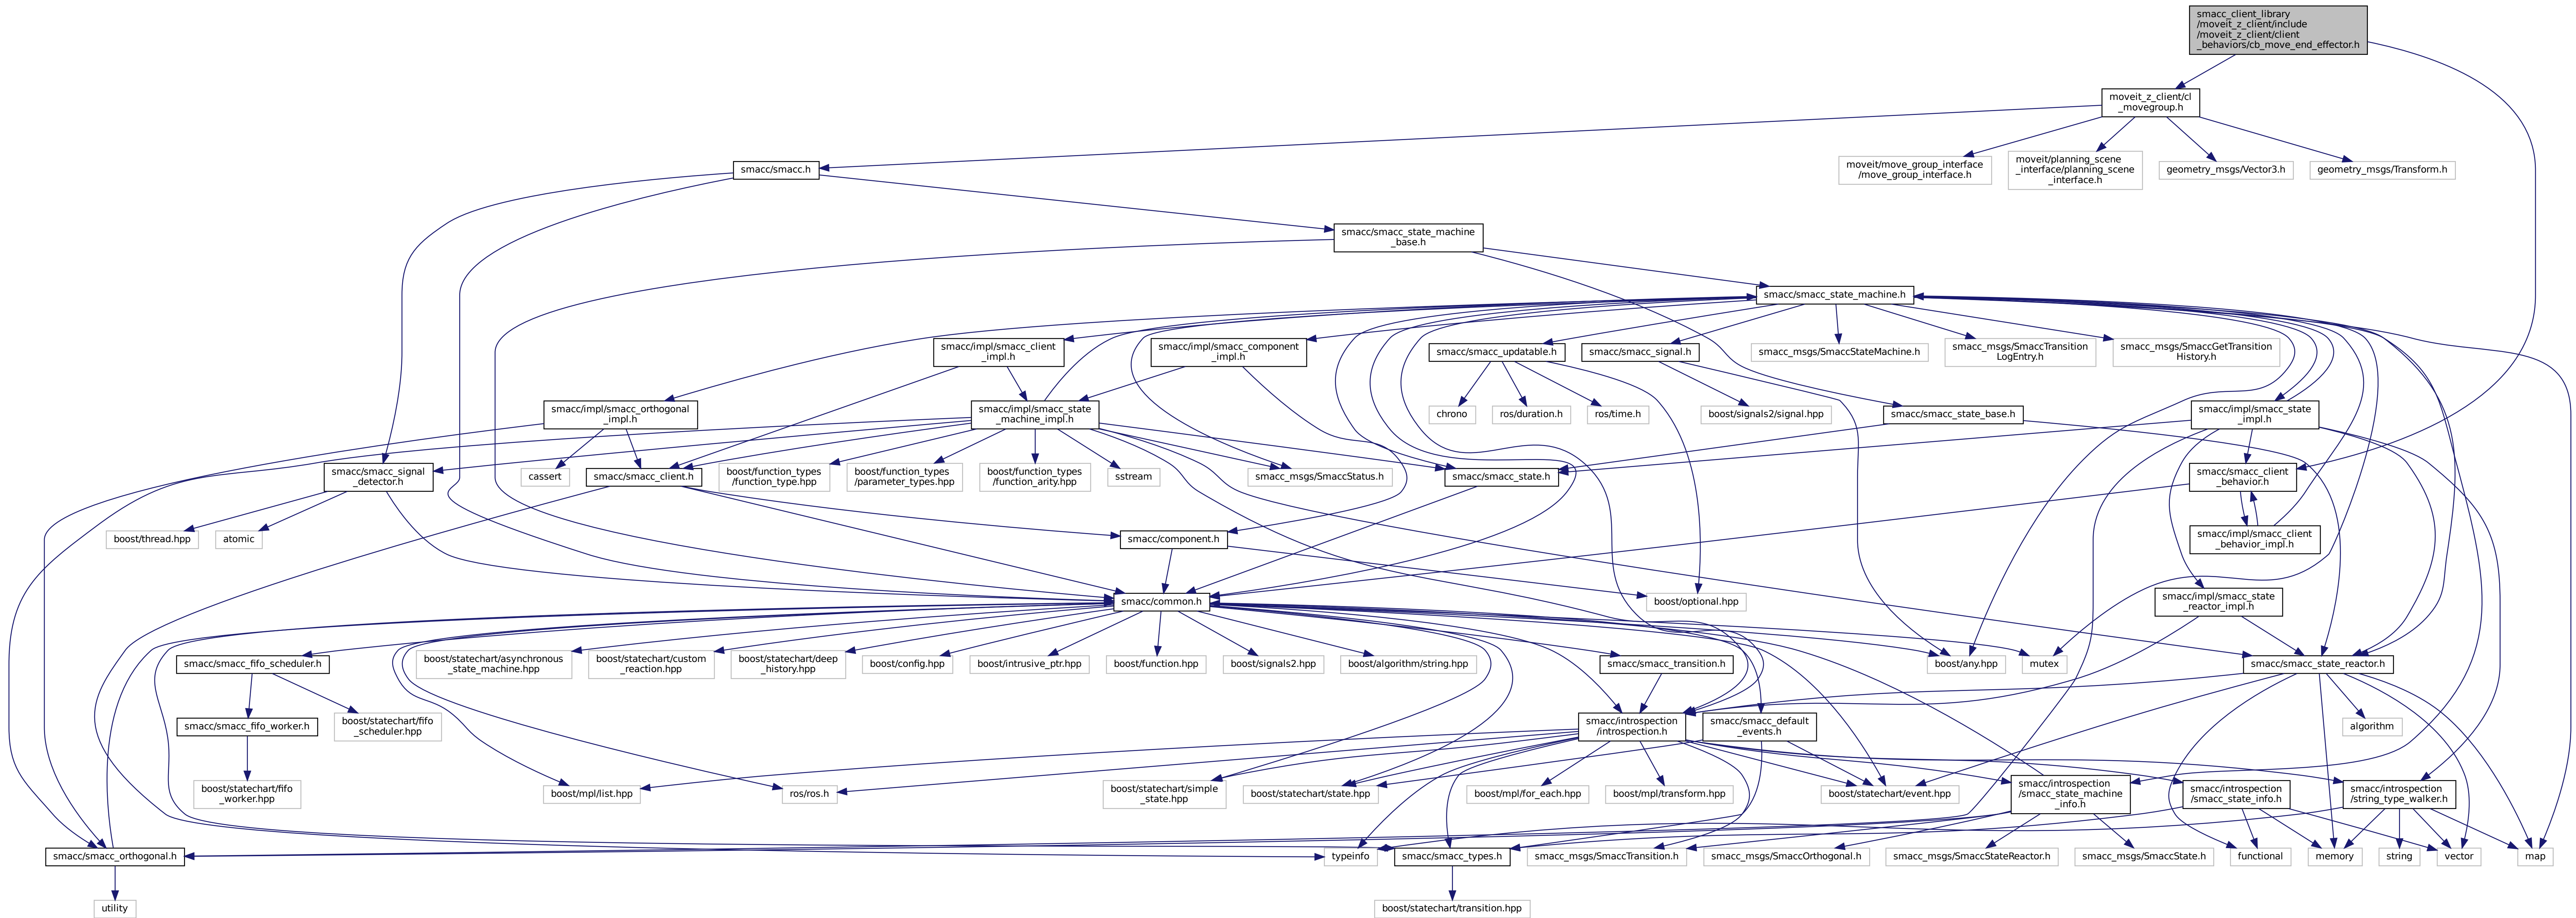 smacc_client_library
/moveit_z_client/include
/moveit_z_client/client
_behaviors/cb_move_end_effector.h
moveit_z_client/cl
_movegroup.h
smacc/smacc.h
moveit/move_group_interface
/move_group_interface.h
moveit/planning_scene
_interface/planning_scene
_interface.h
geometry_msgs/Vector3.h
geometry_msgs/Transform.h
smacc/smacc_state_machine
_base.h
smacc/smacc_state_machine.h
smacc/impl/smacc_client
_impl.h
smacc/impl/smacc_component
_impl.h
smacc/smacc_updatable.h
smacc/smacc_signal.h
smacc_msgs/SmaccStateMachine.h
smacc_msgs/SmaccTransition
LogEntry.h
smacc_msgs/SmaccGetTransition
History.h
smacc/impl/smacc_orthogonal
_impl.h
smacc/impl/smacc_state
_machine_impl.h
chrono
ros/duration.h
ros/time.h
boost/signals2/signal.hpp
smacc/smacc_state_base.h
smacc/impl/smacc_state
_impl.h
smacc/smacc_signal
_detector.h
cassert
smacc/smacc_client.h
boost/function_types
/function_type.hpp
boost/function_types
/parameter_types.hpp
boost/function_types
/function_arity.hpp
sstream
smacc_msgs/SmaccStatus.h
smacc/smacc_state.h
smacc/smacc_client
_behavior.h
boost/thread.hpp
atomic
smacc/component.h
smacc/impl/smacc_client
_behavior_impl.h
smacc/common.h
boost/optional.hpp
smacc/impl/smacc_state
_reactor_impl.h
smacc/smacc_fifo_scheduler.h
boost/statechart/asynchronous
_state_machine.hpp
boost/statechart/custom
_reaction.hpp
boost/statechart/deep
_history.hpp
boost/config.hpp
boost/intrusive_ptr.hpp
boost/function.hpp
boost/signals2.hpp
boost/algorithm/string.hpp
smacc/smacc_transition.h
boost/any.hpp
mutex
smacc/smacc_state_reactor.h
smacc/smacc_fifo_worker.h
boost/statechart/fifo
_scheduler.hpp
smacc/introspection
/introspection.h
smacc/smacc_default
_events.h
algorithm
boost/statechart/fifo
_worker.hpp
boost/mpl/list.hpp
ros/ros.h
boost/statechart/simple
_state.hpp
boost/statechart/state.hpp
boost/mpl/for_each.hpp
boost/mpl/transform.hpp
boost/statechart/event.hpp
smacc/introspection
/smacc_state_machine
_info.h
smacc/introspection
/smacc_state_info.h
smacc/introspection
/string_type_walker.h
smacc/smacc_orthogonal.h
typeinfo
smacc/smacc_types.h
smacc_msgs/SmaccTransition.h
smacc_msgs/SmaccOrthogonal.h
smacc_msgs/SmaccStateReactor.h
smacc_msgs/SmaccState.h
functional
memory
string
vector
map
utility
boost/statechart/transition.hpp